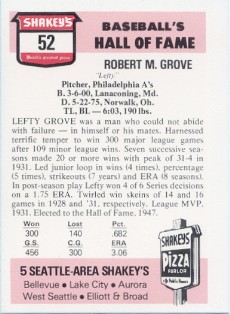 SHAKEY'S
World's greatest pizza.
52
BASEBALL'S
HALL OF FAME
ROBERT M. GROVE
"Lefty"
Pitcher, Philadelphia A's
B. 3-6-00, Lanaconing, Md.
D. 5-22-75, Norwalk, Oh.
TL, BL — 6:03, 190 lbs.
LEFTY GROVE was a man who could not abide
with failure — in himself or his mates. Harnessed
terrific temper to win 300 major league games
after 109 minor league wins. Seven successive sea-
sons made 20 or more wins with peak of 31-4 in
1931. Led junior loop in wins (4 times), percentage
(5 times), strikeouts (7 years) and ERA (8 seasons).
In post-season play Lefty won 4 of 6 Series decisions
on a 1.75 ERA. Twirled win skeins of 14 and 16
games in 1928 and '31, respectively. League MVP,
1931. Elected to the Hall of Fame, 1947.
Won Lost Pct.
300 140 .682
G.S. C.G. ERA
456 300 3.06
SHAKEYS
PIZZA
PARLOR
& Ye Public house
5 SEATTLE-AREA SHAKEY'S
Bellevue • Lake City • Aurora
West Seattle • Elliott & Broad